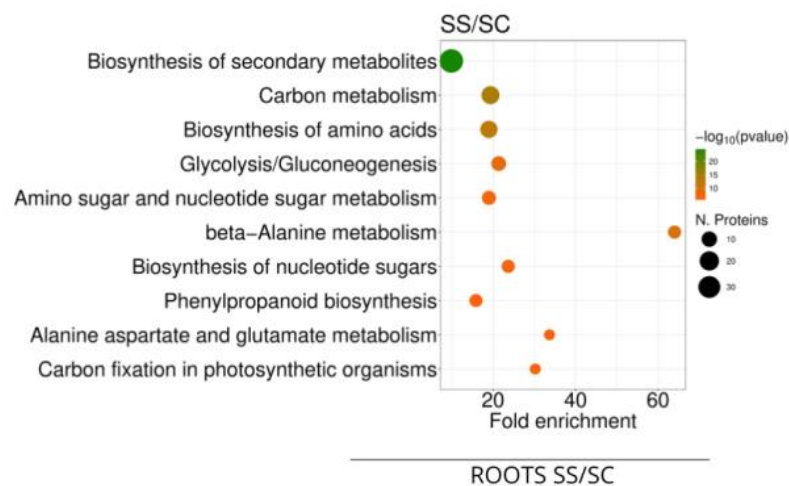 SS/SC
Biosynthesis of secondary metabolites
Carbon metabolism
Biosynthesis of amino acids
Glycolysis/Gluconeogenesis
Amino sugar and nucleotide sugar metabolism
beta−Alanine metabolism
Biosynthesis of nucleotide sugars
Phenylpropanoid biosynthesis
Alanine aspartate and glutamate metabolism
Carbon fixation in photosynthetic organisms
20 40 60
Fold enrichment
−log10(pvalue)
20
15
10
N. Proteins
10
20
30
ROOTS SS/SC